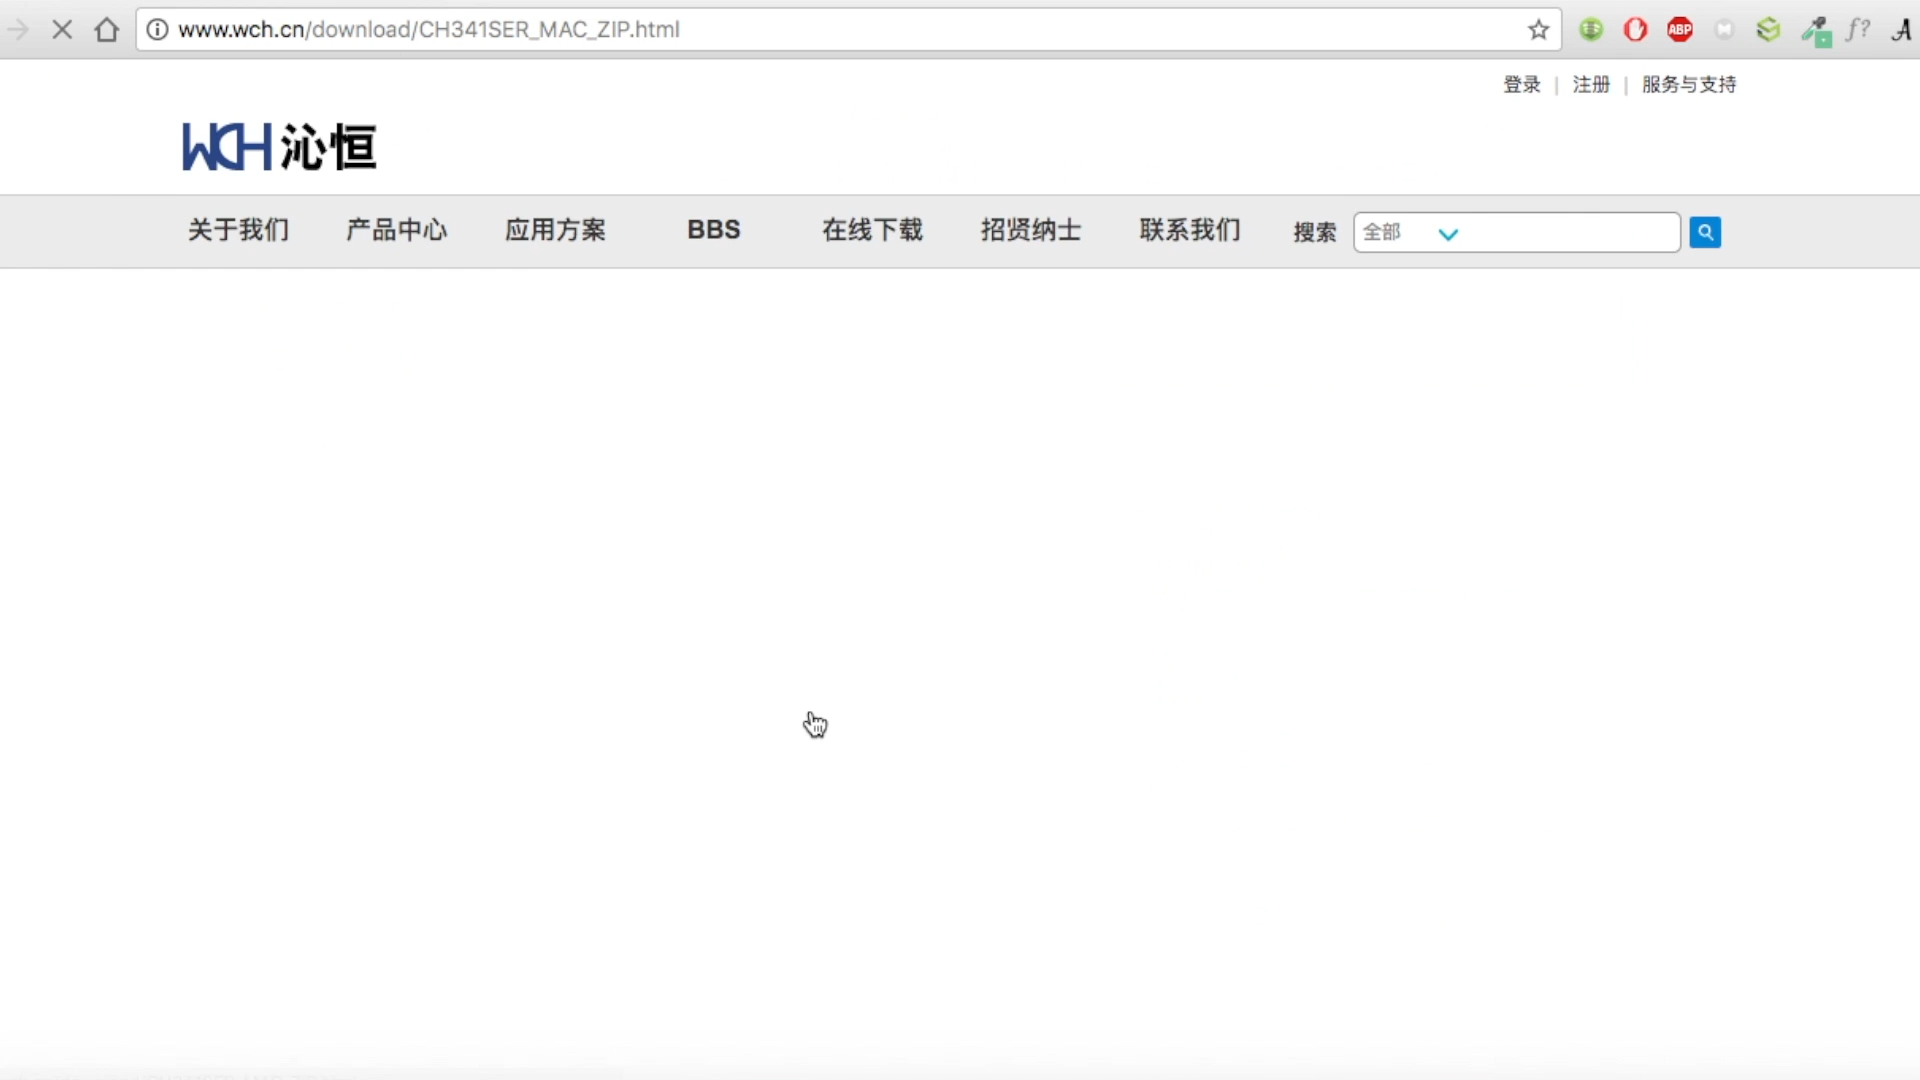 www.wch.cn/download/CH341SER_MAC_ZIP.html
ABP
f?
A
登录 | 注册 | 服务与支持
WCH 沁恒
关于我们 产品中心 应用方案 BBS 在线下载 招贤纳士 联系我们 搜索 全部